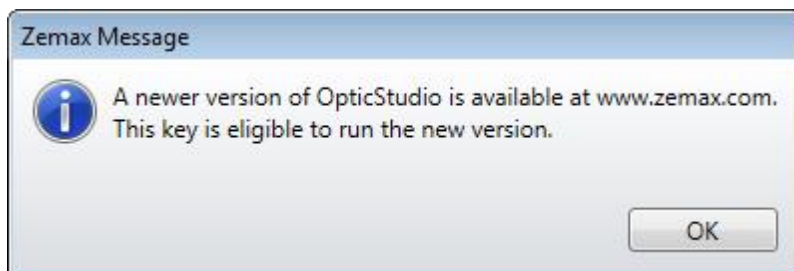 Zemax Message
A newer version of OpticStudio is available at www.zemax.com.
This key is eligible to run the new version.
OK